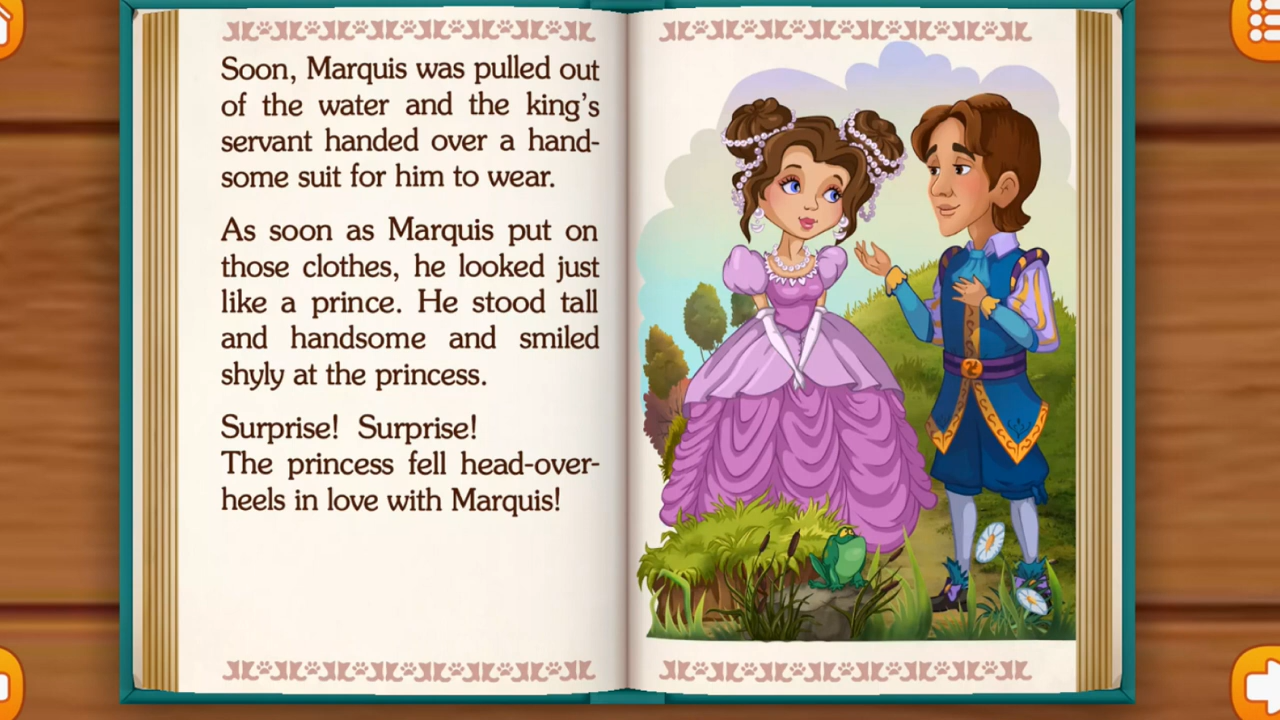 Soon, Marquis was pulled out
of the water and the king's
servant handed over a hand-
some suit for him to wear.
As soon as Marquis put on
those clothes, he looked just
like a prince. He stood tall
and handsome and smiled
shyly at the princess.
Surprise! Surprise!
The princess fell head-over-
heels in love with Marquis!